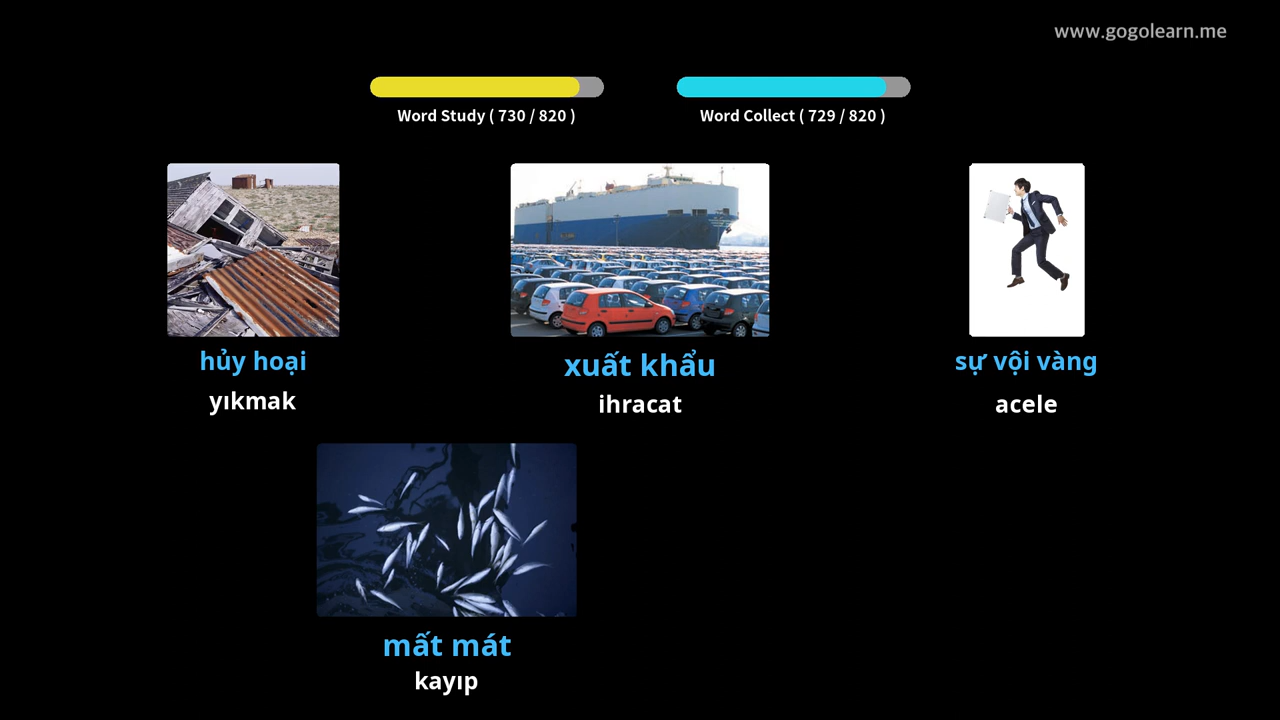 www.gogolearn.me
Word Study ( 730 / 820 )
Word Collect ( 729 / 820 )
hủy hoại
yıkmak
xuất khẩu
ihracat
sự vội vàng
acele
mất mát
kayıp